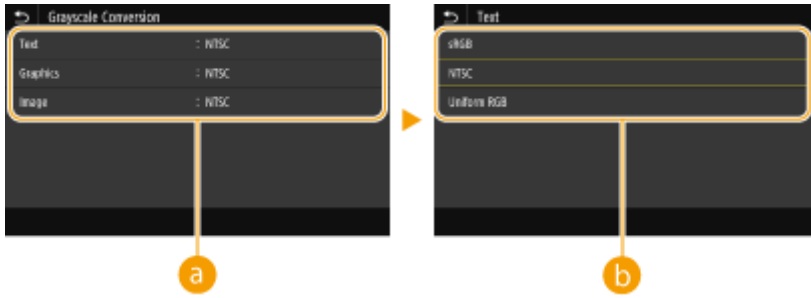 Grayscale Conversion
Text : NTSC
Graphics : NTSC
Image : NTSC
a
Text
sRGB
NTSC
Uniform RGB
b